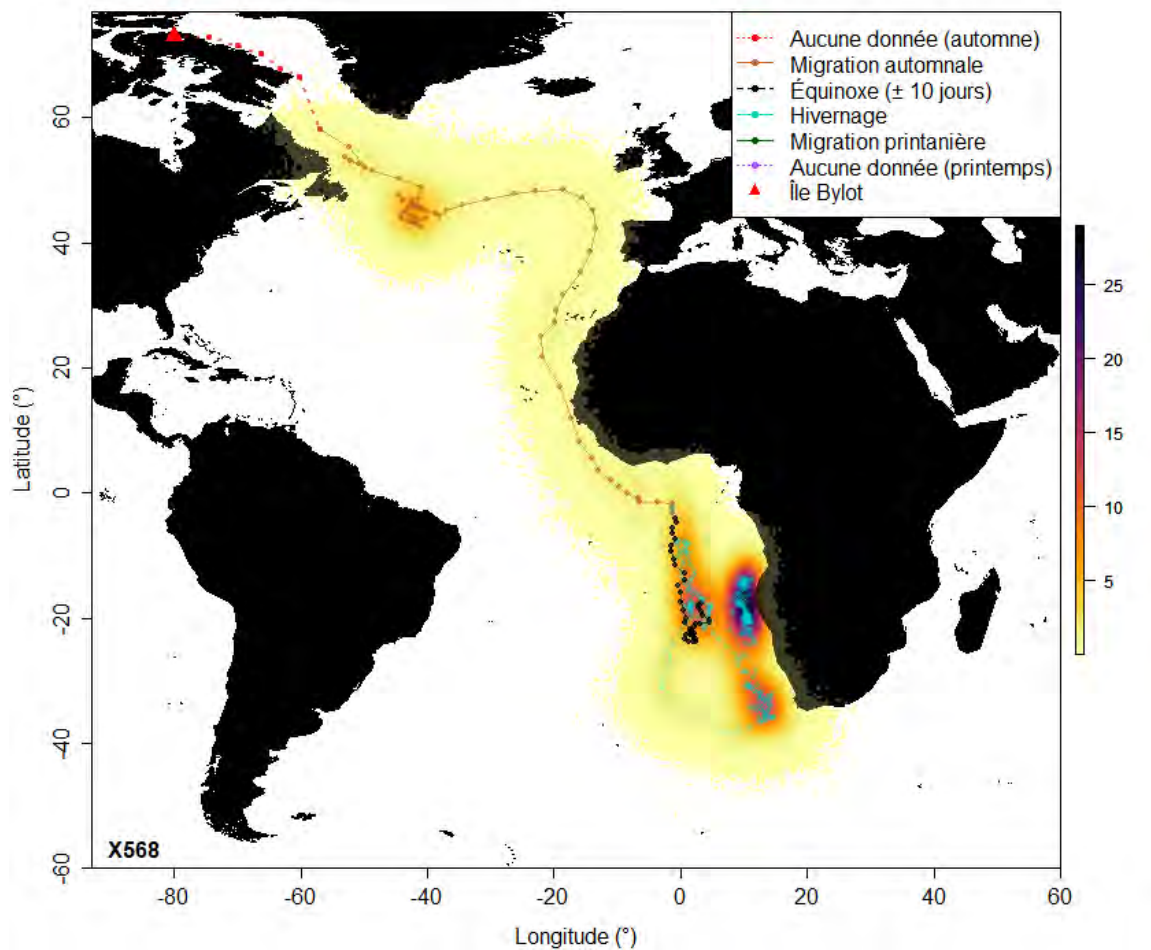 Aucune donnée (automne)
Migration automnale
Équinoxe (± 10 jours)
Hivernage
Migration printanière
Aucune donnée (printemps)
Île Bylot
60
40
20
0
-20
-40
-60
Latitude (°)
25
20
15
10
5
X568
-80
-60
-40
-20
0
20
40
60
Longitude (°)